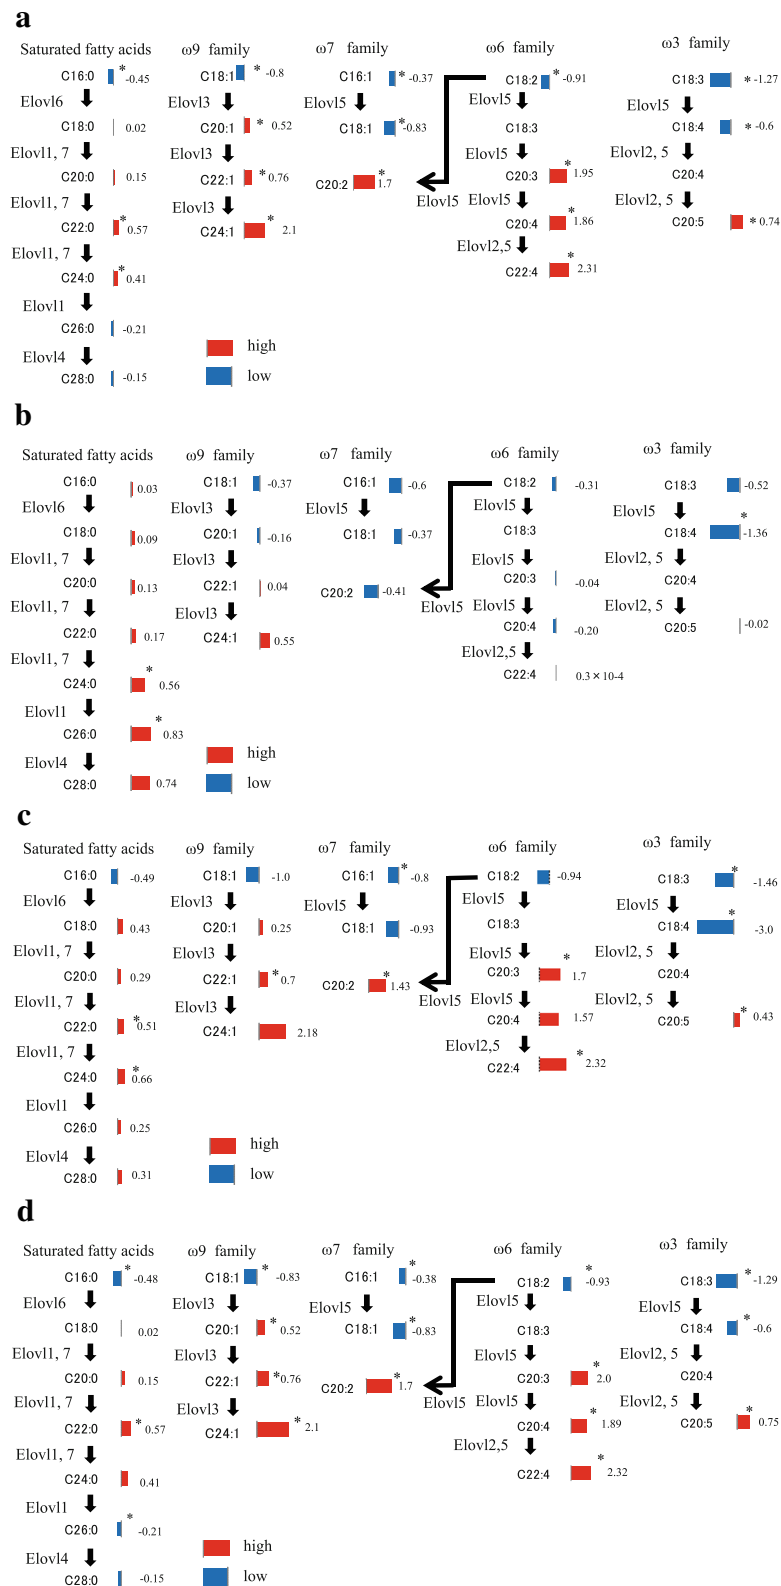 a
Saturated fatty acids
ω9 family
ω7 family
ω6 family
ω3 family
C16:0 * -0.45
Elovl6
C18:0 0.02
Elovl1, 7
C20:0 0.15
Elovl1, 7
C22:0 * 0.57
Elovl1, 7
C24:0 * 0.41
Elovl1
C26:0 -0.21
Elovl4
C28:0 -0.15
C18:1 * -0.8
Elovl3
C20:1 * 0.52
Elovl3
C22:1 * 0.76
Elovl3
C24:1 * 2.1
C16:1 * -0.37
Elovl5
C18:1 * -0.83
C20:2 * 1.7
Elovl5
C18:2 * -0.91
Elovl5
C18:3
Elovl5
C20:3 * 1.95
Elovl5
C20:4 * 1.86
Elovl2,5
C22:4 * 2.31
C18:3 * -1.27
Elovl5
C18:4 * -0.6
Elovl2, 5
C20:4
Elovl2, 5
C20:5 * 0.74
high
low
b
Saturated fatty acids
ω9 family
ω7 family
ω6 family
ω3 family
C16:0 0.03
Elovl6
C18:0 0.09
Elovl1, 7
C20:0 0.13
Elovl1, 7
C22:0 0.17
Elovl1, 7
C24:0 * 0.56
Elovl1
C26:0 * 0.83
Elovl4
C28:0 0.74
C18:1 -0.37
Elovl3
C20:1 -0.16
Elovl3
C22:1 0.04
Elovl3
C24:1 0.55
C16:1 -0.6
Elovl5
C18:1 -0.37
C20:2 -0.41
Elovl5
C18:2 -0.31
Elovl5
C18:3
Elovl5
C20:3 -0.04
Elovl5
C20:4 -0.20
Elovl2,5
C22:4 0.3×10-4
C18:3 -0.52
Elovl5
C18:4 * -1.36
Elovl2, 5
C20:4
Elovl2, 5
C20:5 -0.02
high
low
c
Saturated fatty acids
ω9 family
ω7 family
ω6 family
ω3 family
C16:0 -0.49
Elovl6
C18:0 0.43
Elovl1, 7
C20:0 0.29
Elovl1, 7
C22:0 * 0.51
Elovl1, 7
C24:0 * 0.66
Elovl1
C26:0 0.25
Elovl4
C28:0 0.31
C18:1 -1.0
Elovl3
C20:1 0.25
Elovl3
C22:1 * 0.7
Elovl3
C24:1 2.18
C16:1 * -0.8
Elovl5
C18:1 -0.93
C20:2 * 1.43
Elovl5
C18:2 -0.94
Elovl5
C18:3
Elovl5
C20:3 * 1.7
Elovl5
C20:4 1.57
Elovl2,5
C22:4 * 2.32
C18:3 * -1.46
Elovl5
C18:4 * -3.0
Elovl2, 5
C20:4
Elovl2, 5
C20:5 * 0.43
high
low
d
Saturated fatty acids
ω9 family
ω7 family
ω6 family
ω3 family
C16:0 * -0.48
Elovl6
C18:0 0.02
Elovl1, 7
C20:0 0.15
Elovl1, 7
C22:0 * 0.57
Elovl1, 7
C24:0 0.41
Elovl1
C26:0 * -0.21
Elovl4
C28:0 -0.15
C18:1 * -0.83
Elovl3
C20:1 * 0.52
Elovl3
C22:1 * 0.76
Elovl3
C24:1 * 2.1
C16:1 * -0.38
Elovl5
C18:1 * -0.83
C20:2 * 1.7
Elovl5
C18:2 * -0.93
Elovl5
C18:3
Elovl5
C20:3 * 2.0
Elovl5
C20:4 * 1.89
Elovl2,5
C22:4 * 2.32
C18:3 * -1.29
Elovl5
C18:4 * -0.6
Elovl2, 5
C20:4
Elovl2, 5
C20:5 * 0.75
high
low